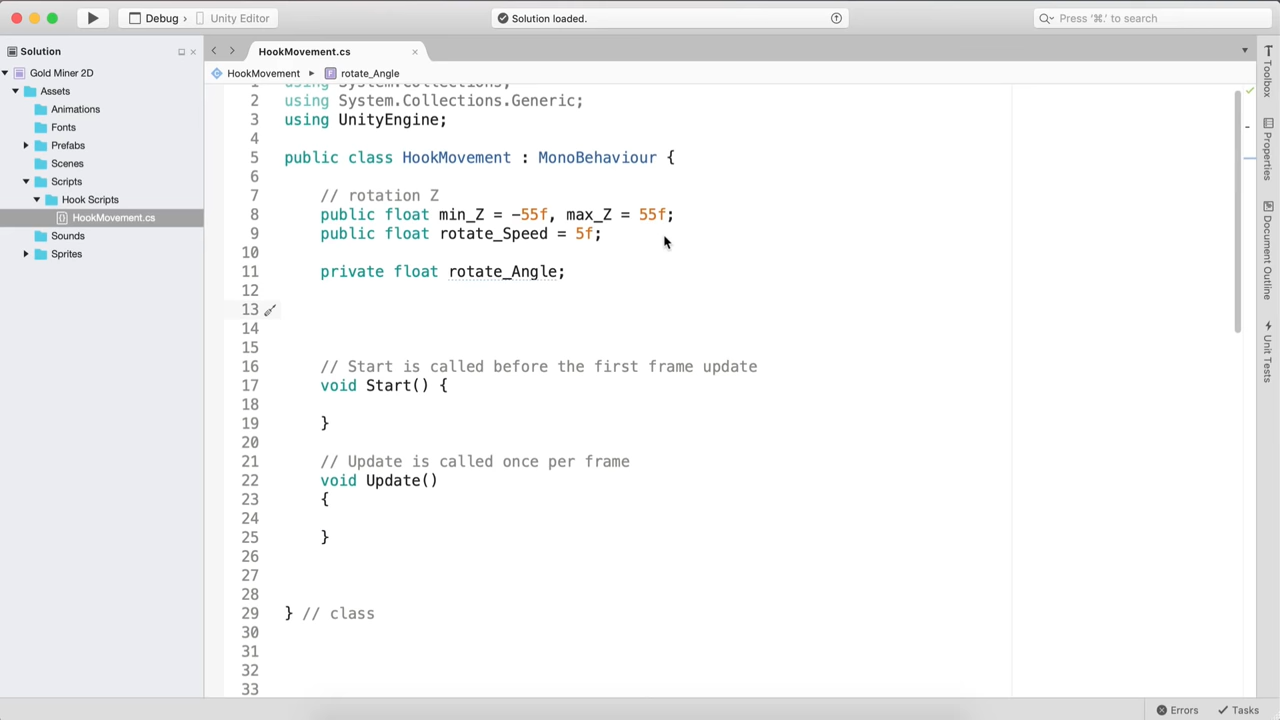 Debug › Unity Editor
Solution loaded.
Press '⌘.' to search
Solution
HookMovement.cs
HookMovement ▸ rotate_Angle
Gold Miner 2D
Assets
Animations
Fonts
Prefabs
Scenes
Scripts
Hook Scripts
HookMovement.cs
Sounds
Sprites
1 using System.Collections;
2 using System.Collections.Generic;
3 using UnityEngine;
4
5 public class HookMovement : MonoBehaviour {
6
7 // rotation Z
8 public float min_Z = -55f, max_Z = 55f;
9 public float rotate_Speed = 5f;
10
11 private float rotate_Angle;
12
13
14
15
16 // Start is called before the first frame update
17 void Start() {
18
19 }
20
21 // Update is called once per frame
22 void Update()
23 {
24
25 }
26
27
28
29 } // class
30
31
32
33
Toolbox
Properties
Document Outline
Unity Tests
Errors
Tasks